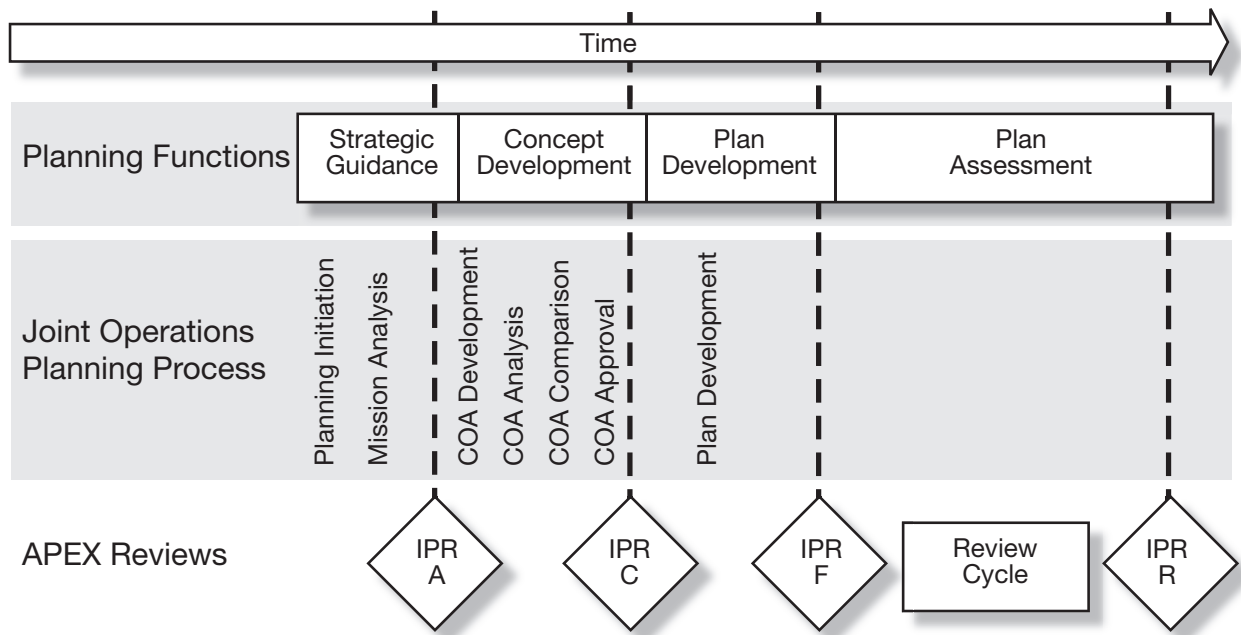 Time
Planning Functions
Strategic
Guidance
Concept
Development
Plan
Development
Plan
Assessment
Joint Operations
Planning Process
Planning Initiation
Mission Analysis
COA Development
COA Analysis
COA Comparison
COA Approval
Plan Development
APEX Reviews
IPR
A
IPR
C
IPR
F
Review
Cycle
IPR
R